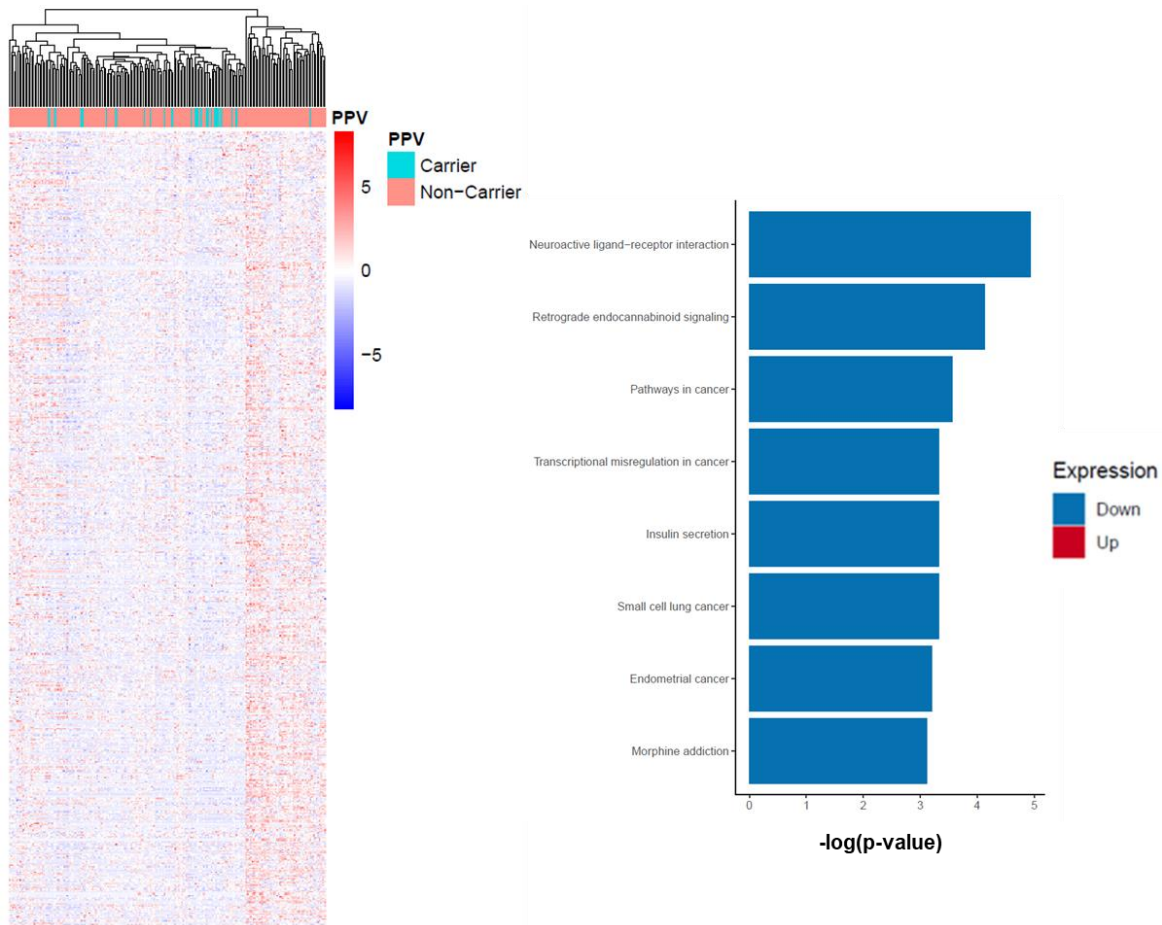 PPV
5
0
−5
PPV
Carrier
Non-Carrier
Neuroactive ligand−receptor interaction
Retrograde endocannabinoid signaling
Pathways in cancer
Transcriptional misregulation in cancer
Insulin secretion
Small cell lung cancer
Endometrial cancer
Morphine addiction
0 1 2 3 4 5
-log(p-value)
Expression
Down
Up